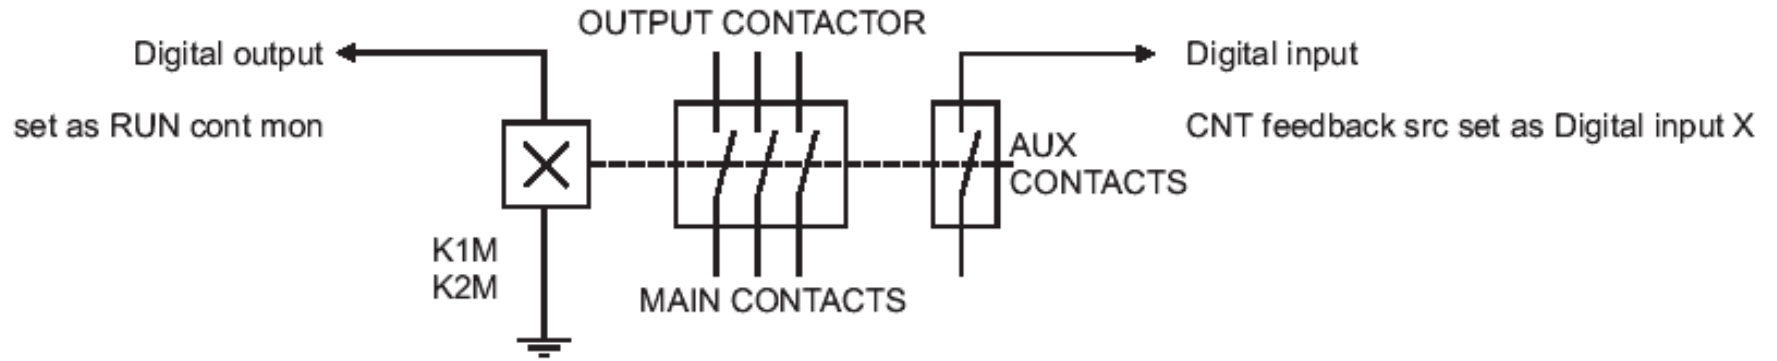 OUTPUT CONTACTOR
Digital output
Digital input
set as RUN cont mon
CNT feedback src set as Digital input X
AUX
CONTACTS
K1M
K2M
MAIN CONTACTS